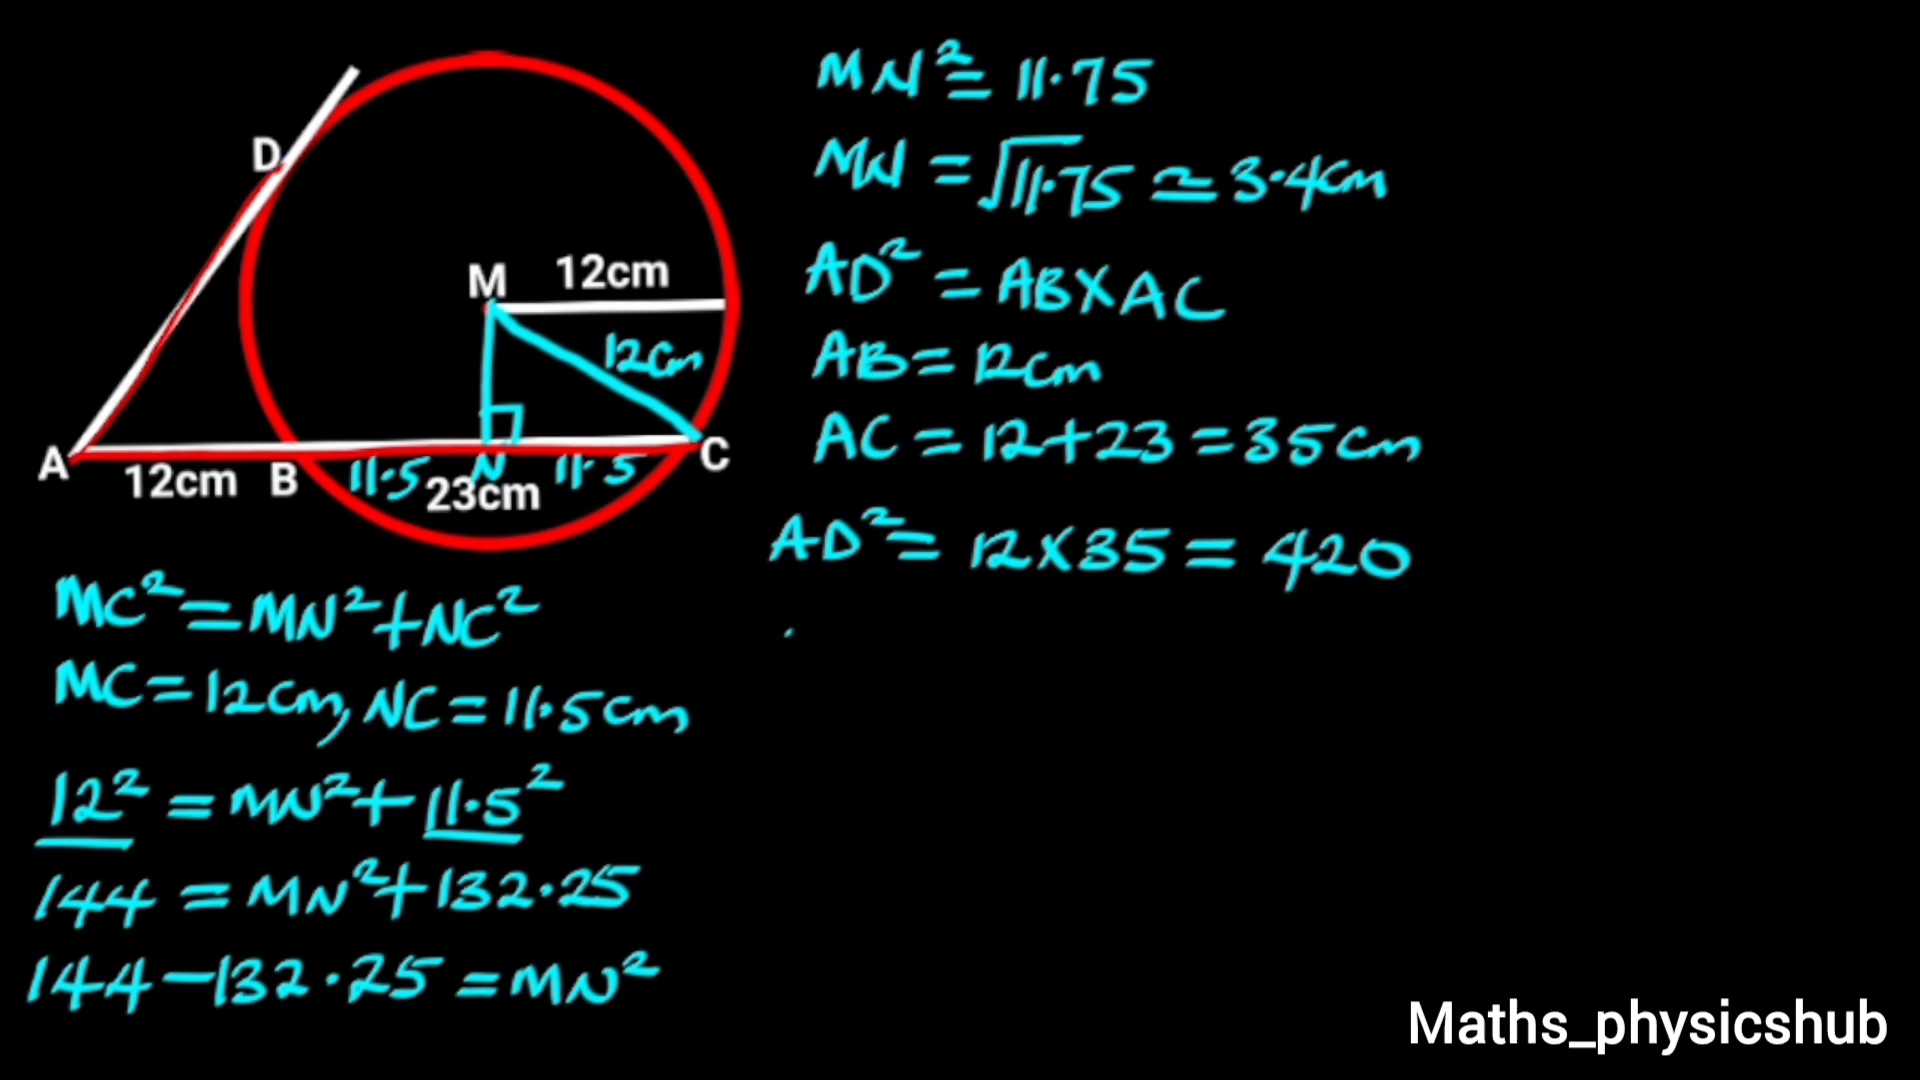 D
M 12cm
12cm
A 12cm B 11.5 N 11.5 C
23cm
MC² = MN² + NC²
MC = 12cm, NC = 11.5cm
12² = MN² + 11.5²
144 = MN² + 132.25
144 - 132.25 = MN²
MN² = 11.75
MN = √11.75 ≃ 3.4cm
AD² = AB X AC
AB = 12cm
AC = 12 + 23 = 35cm
AD² = 12 X 35 = 420
Maths_physicshub